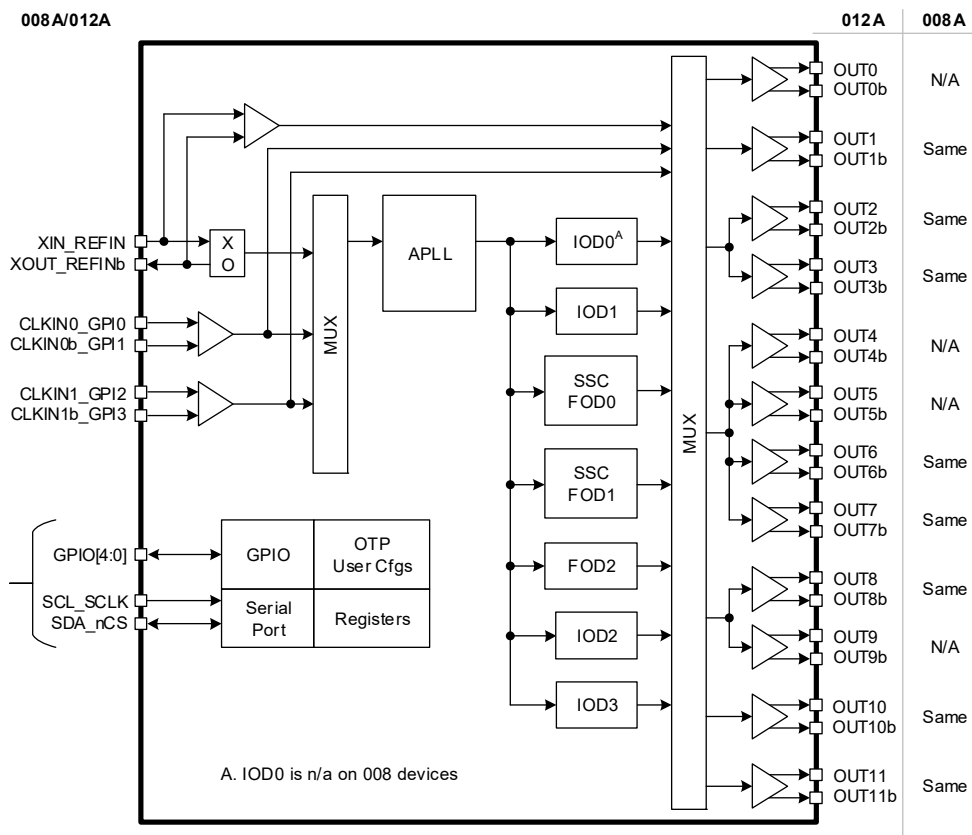 008A/012A
012A 008A
OUT0
OUT0b
N/A
OUT1
OUT1b
Same
OUT2
OUT2b
Same
XIN_REFIN
XOUT_REFINb
X
O
MUX
APLL
IOD0A
OUT3
OUT3b
Same
CLKIN0_GPI0
CLKIN0b_GPI1
IOD1
OUT4
OUT4b
N/A
CLKIN1_GPI2
CLKIN1b_GPI3
SSC
FOD0
MUX
OUT5
OUT5b
N/A
OUT6
OUT6b
Same
SSC
FOD1
OUT7
OUT7b
Same
GPIO[4:0]
GPIO
OTP
User Cfgs
FOD2
OUT8
OUT8b
Same
SCL_SCLK
SDA_nCS
Serial
Port
Registers
IOD2
OUT9
OUT9b
N/A
IOD3
OUT10
OUT10b
Same
A. IOD0 is n/a on 008 devices
OUT11
OUT11b
Same